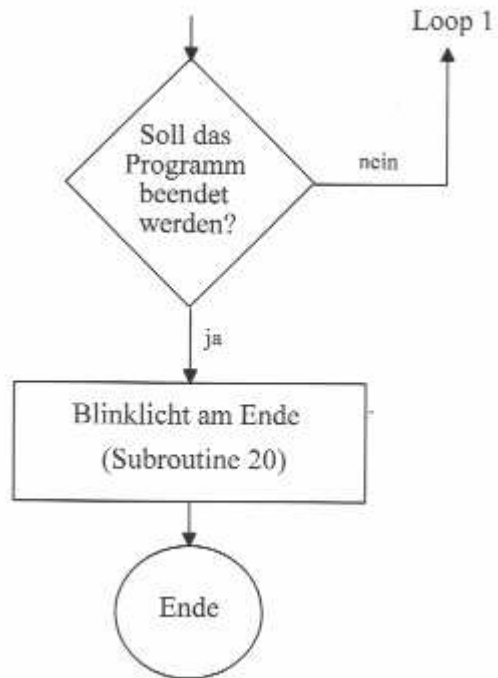 Loop 1
Soll das
Programm
beendet
werden?
nein
ja
Blinklicht am Ende
(Subroutine 20)
Ende